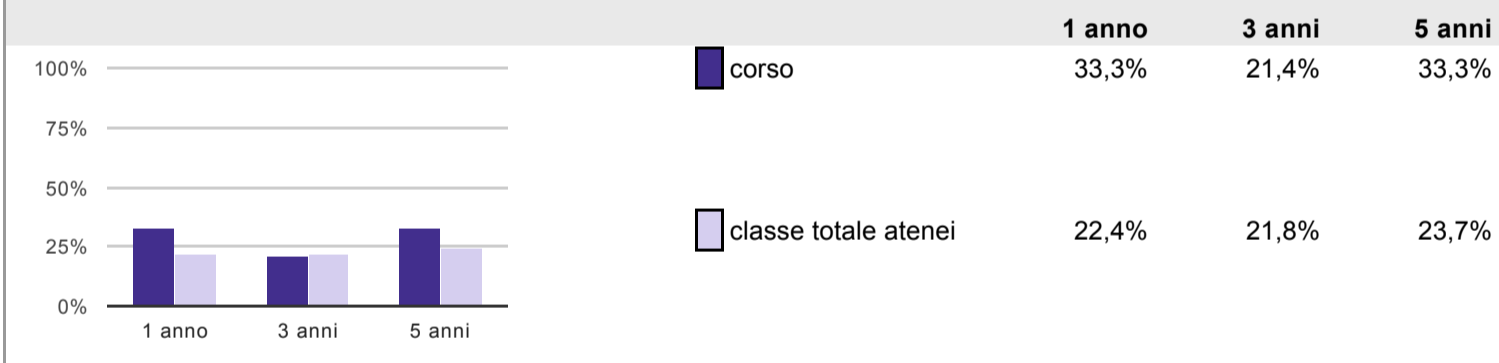 1 anno 3 anni 5 anni
100% corso 33,3% 21,4% 33,3%
75%
50%
classe totale atenei 22,4% 21,8% 23,7%
25%
0%
1 anno 3 anni 5 anni